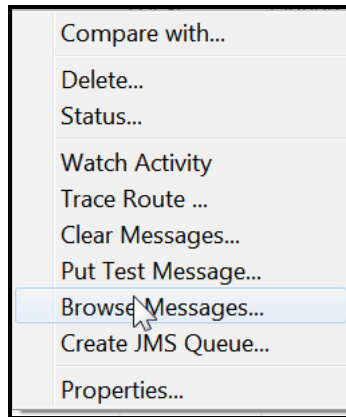 Compare with...
Delete...
Status...
Watch Activity
Trace Route ...
Clear Messages...
Put Test Message...
Browse Messages...
Create JMS Queue...
Properties...